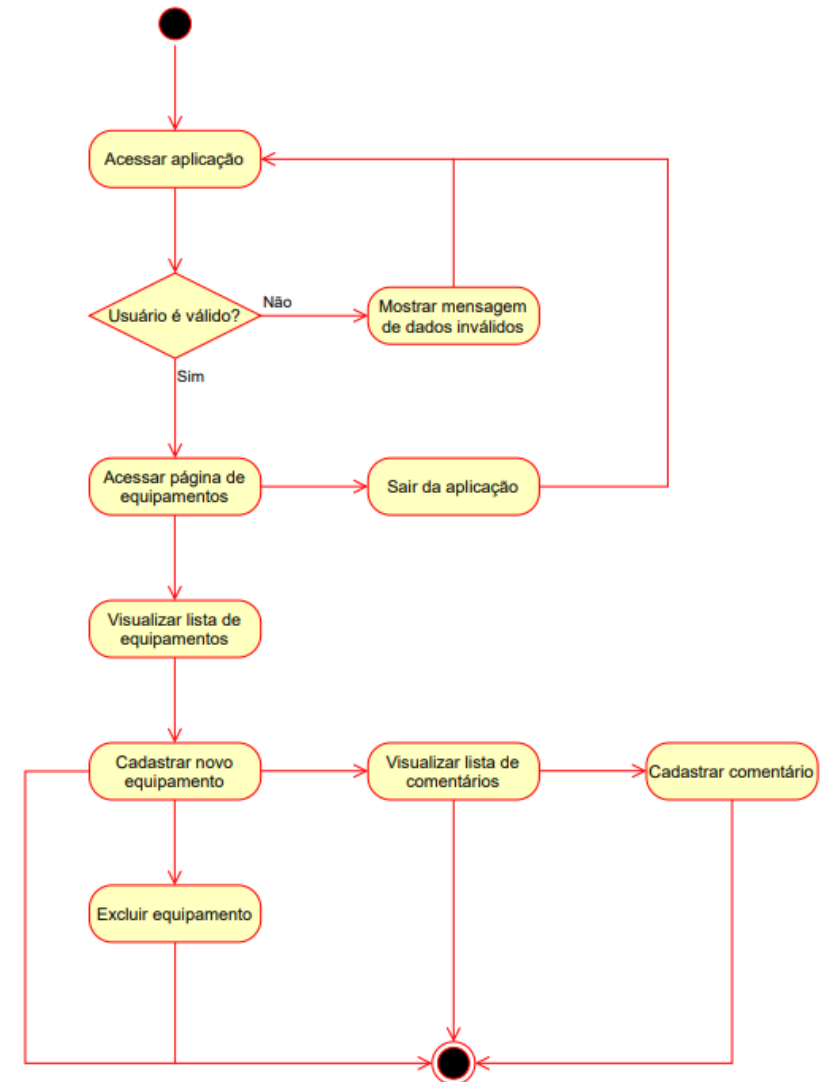 Acessar aplicação
Usuário é válido?
Não
Mostrar mensagem
de dados inválidos
Sim
Acessar página de
equipamentos
Sair da aplicação
Visualizar lista de
equipamentos
Cadastrar novo
equipamento
Visualizar lista de
comentários
Cadastrar comentário
Excluir equipamento